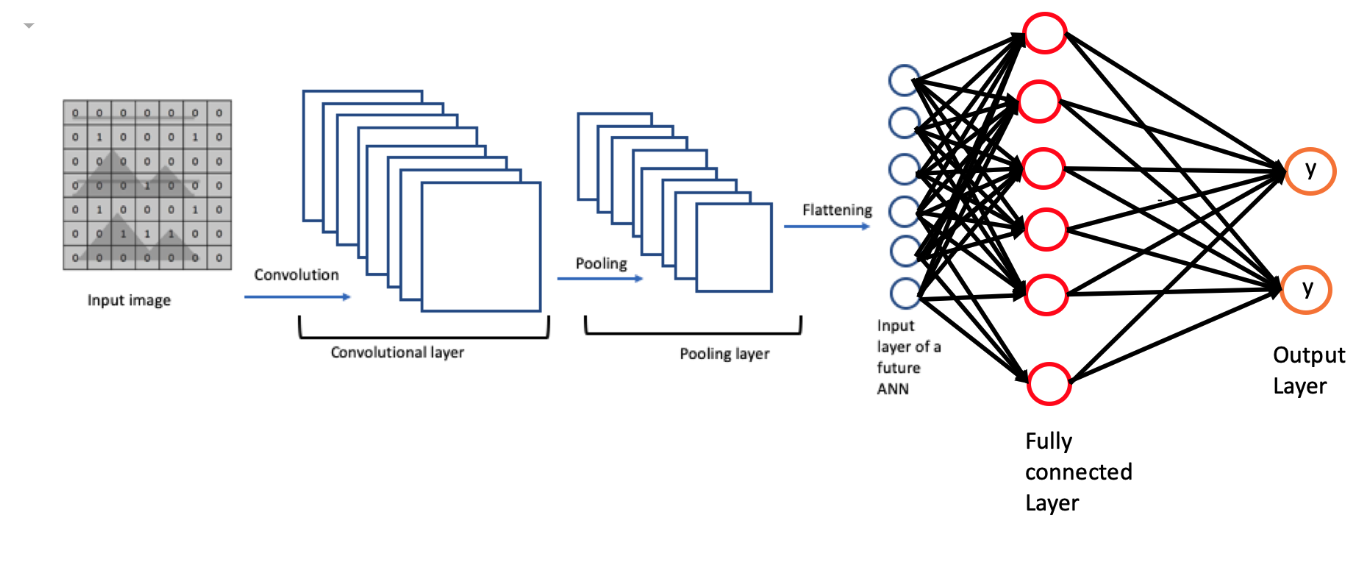 0 0 0 0 0 0 0
0 1 0 0 0 1 0
0 0 0 0 0 0 0
0 0 0 1 0 0 0
0 1 0 0 0 1 0
0 0 1 1 1 0 0
0 0 0 0 0 0 0
Input image
Convolution
Convolutional layer
Pooling
Pooling layer
Flattening
Input
layer of a
future
ANN
Fully
connected
Layer
y
y
Output
Layer